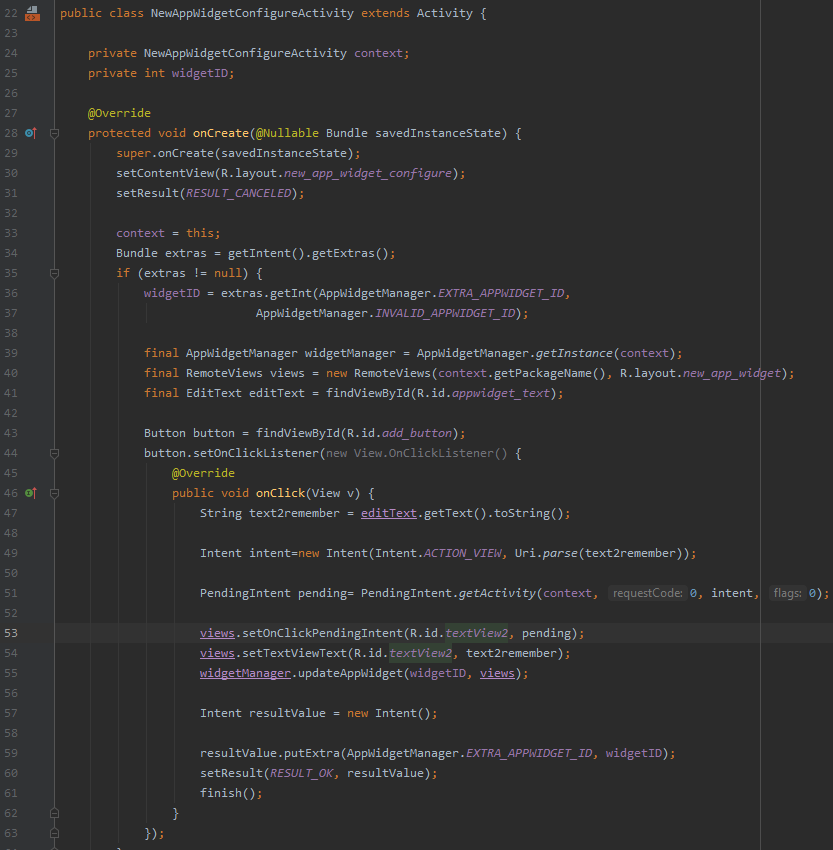 22 public class NewAppWidgetConfigureActivity extends Activity {
23
24 private NewAppWidgetConfigureActivity context;
25 private int widgetID;
26
27 @Override
28 protected void onCreate(@Nullable Bundle savedInstanceState) {
29 super.onCreate(savedInstanceState);
30 setContentView(R.layout.new_app_widget_configure);
31 setResult(RESULT_CANCELED);
32
33 context = this;
34 Bundle extras = getIntent().getExtras();
35 if (extras != null) {
36 widgetID = extras.getInt(AppWidgetManager.EXTRA_APPWIDGET_ID,
37 AppWidgetManager.INVALID_APPWIDGET_ID);
38
39 final AppWidgetManager widgetManager = AppWidgetManager.getInstance(context);
40 final RemoteViews views = new RemoteViews(context.getPackageName(), R.layout.new_app_widget);
41 final EditText editText = findViewById(R.id.appwidget_text);
42
43 Button button = findViewById(R.id.add_button);
44 button.setOnClickListener(new View.OnClickListener() {
45 @Override
46 public void onClick(View v) {
47 String text2remember = editText.getText().toString();
48
49 Intent intent=new Intent(Intent.ACTION_VIEW, Uri.parse(text2remember));
50
51 PendingIntent pending= PendingIntent.getActivity(context, requestCode: 0, intent, flags: 0);
52
53 views.setOnClickPendingIntent(R.id.textView2, pending);
54 views.setTextViewText(R.id.textView2, text2remember);
55 widgetManager.updateAppWidget(widgetID, views);
56
57 Intent resultValue = new Intent();
58
59 resultValue.putExtra(AppWidgetManager.EXTRA_APPWIDGET_ID, widgetID);
60 setResult(RESULT_OK, resultValue);
61 finish();
62 }
63 });